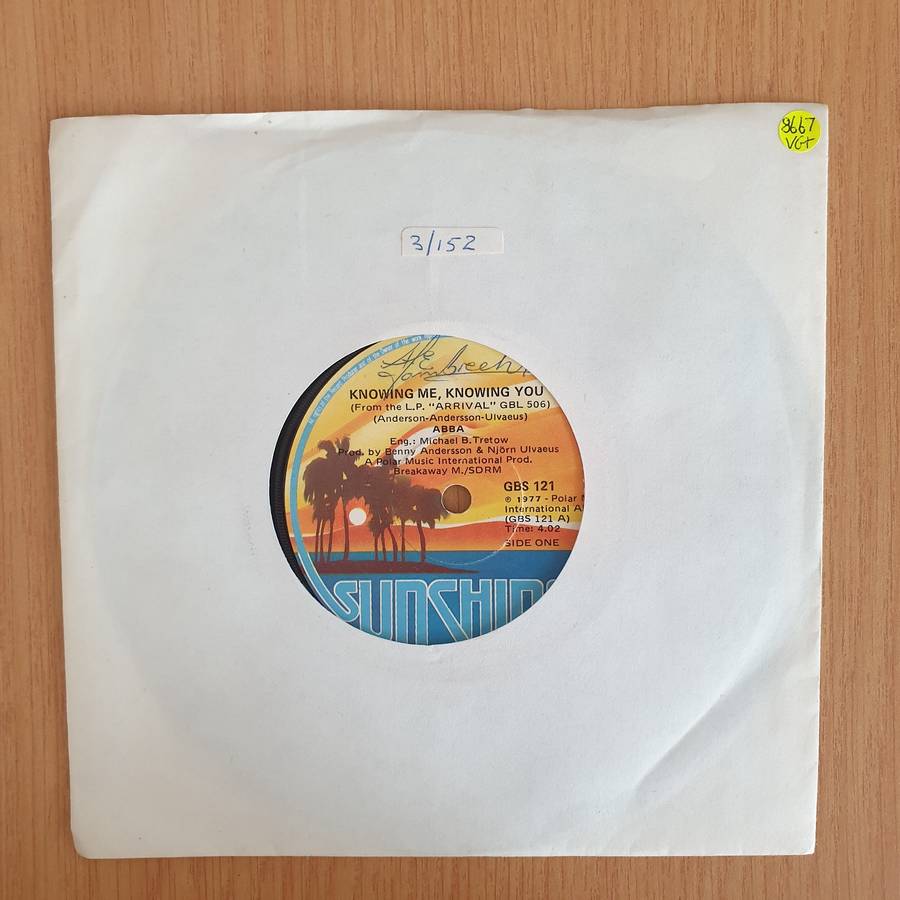 8667
VG+
3/152
KNOWING ME, KNOWING YOU
(From the L.P. "ARRIVAL" GBL 506)
(Anderson-Andersson-Ulvaeus)
ABBA
Eng.: Michael B. Tretow
Prod. by Benny Andersson & Njörn Ulvaeus
A Polar Music International Prod.
Breakaway M./SDRM
GBS 121
℗ 1977 - Polar
International
(GBS 121 A)
Time: 4.02
SIDE ONE
SUNSHIN